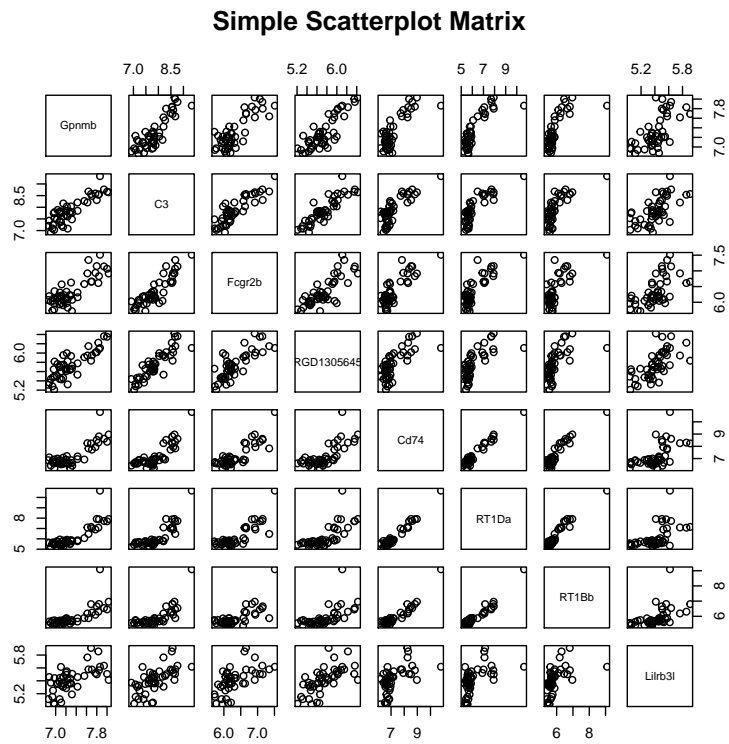 Simple Scatterplot Matrix
7.0 8.5 5.2 6.0 5 7 9 5.2 5.8
Gpnmb 7.0 7.8
7.0 8.5 C3
Fcgr2b 6.0 7.5
5.2 6.0 RGD1305645
Cd74 7 9
5 8 RT1Da
RT1Bb 6 8
5.2 5.8 Lilrb3l
7.0 7.8 6.0 7.0 7 9 6 8